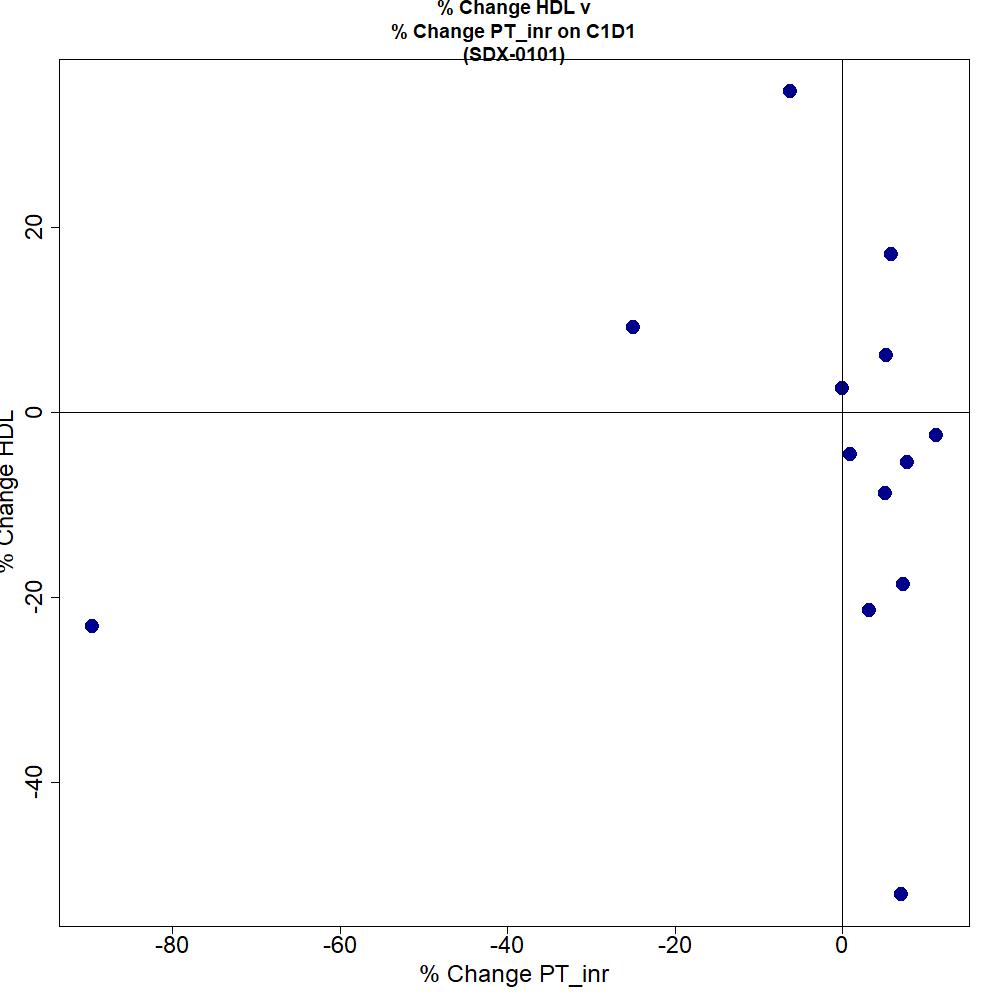 % Change HDL v
% Change PT_inr on C1D1
(SDX-0101)
% Change HDL
20
0
-20
-40
-80
-60
-40
-20
0
% Change PT_inr